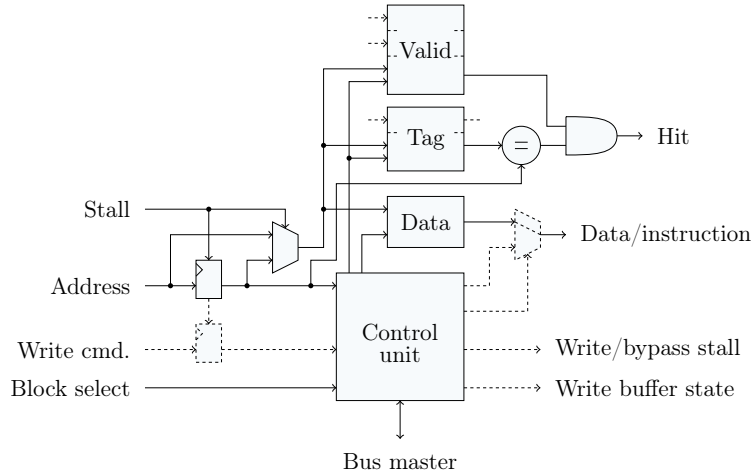 Valid
Tag
=
Hit
Stall
Data
Data/instruction
Address
Control
unit
Write cmd.
Write/bypass stall
Block select
Write buffer state
Bus master